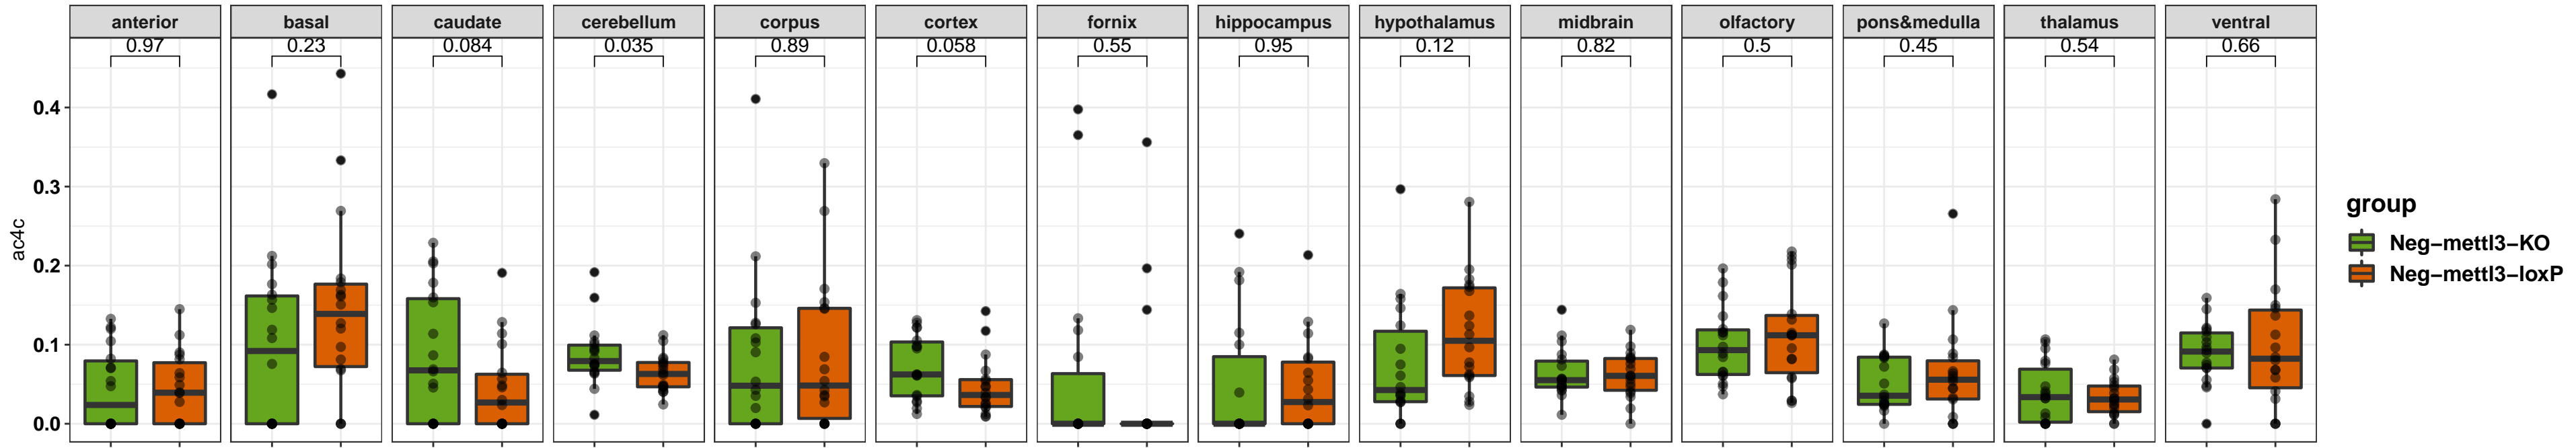 anterior basal caudate cerebellum corpus cortex fornix hippocampus hypothalamus midbrain olfactory pons&medulla thalamus ventral
0.97 0.23 0.084 0.035 0.89 0.058 0.55 0.95 0.12 0.82 0.5 0.45 0.54 0.66
0.4
0.3
0.2
0.1
0.0
ac4c
group
Neg−mettl3−KO
Neg−mettl3−loxP